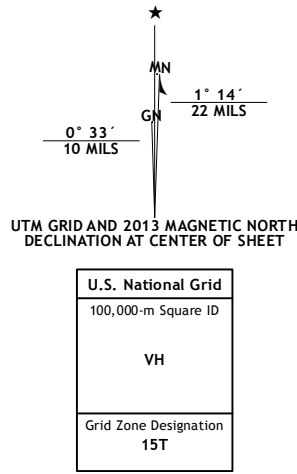 MN
1° 14´
22 MILS
GN
0° 33´
10 MILS
UTM GRID AND 2013 MAGNETIC NORTH
DECLINATION AT CENTER OF SHEET
U.S. National Grid
100,000-m Square ID
VH
Grid Zone Designation
15T